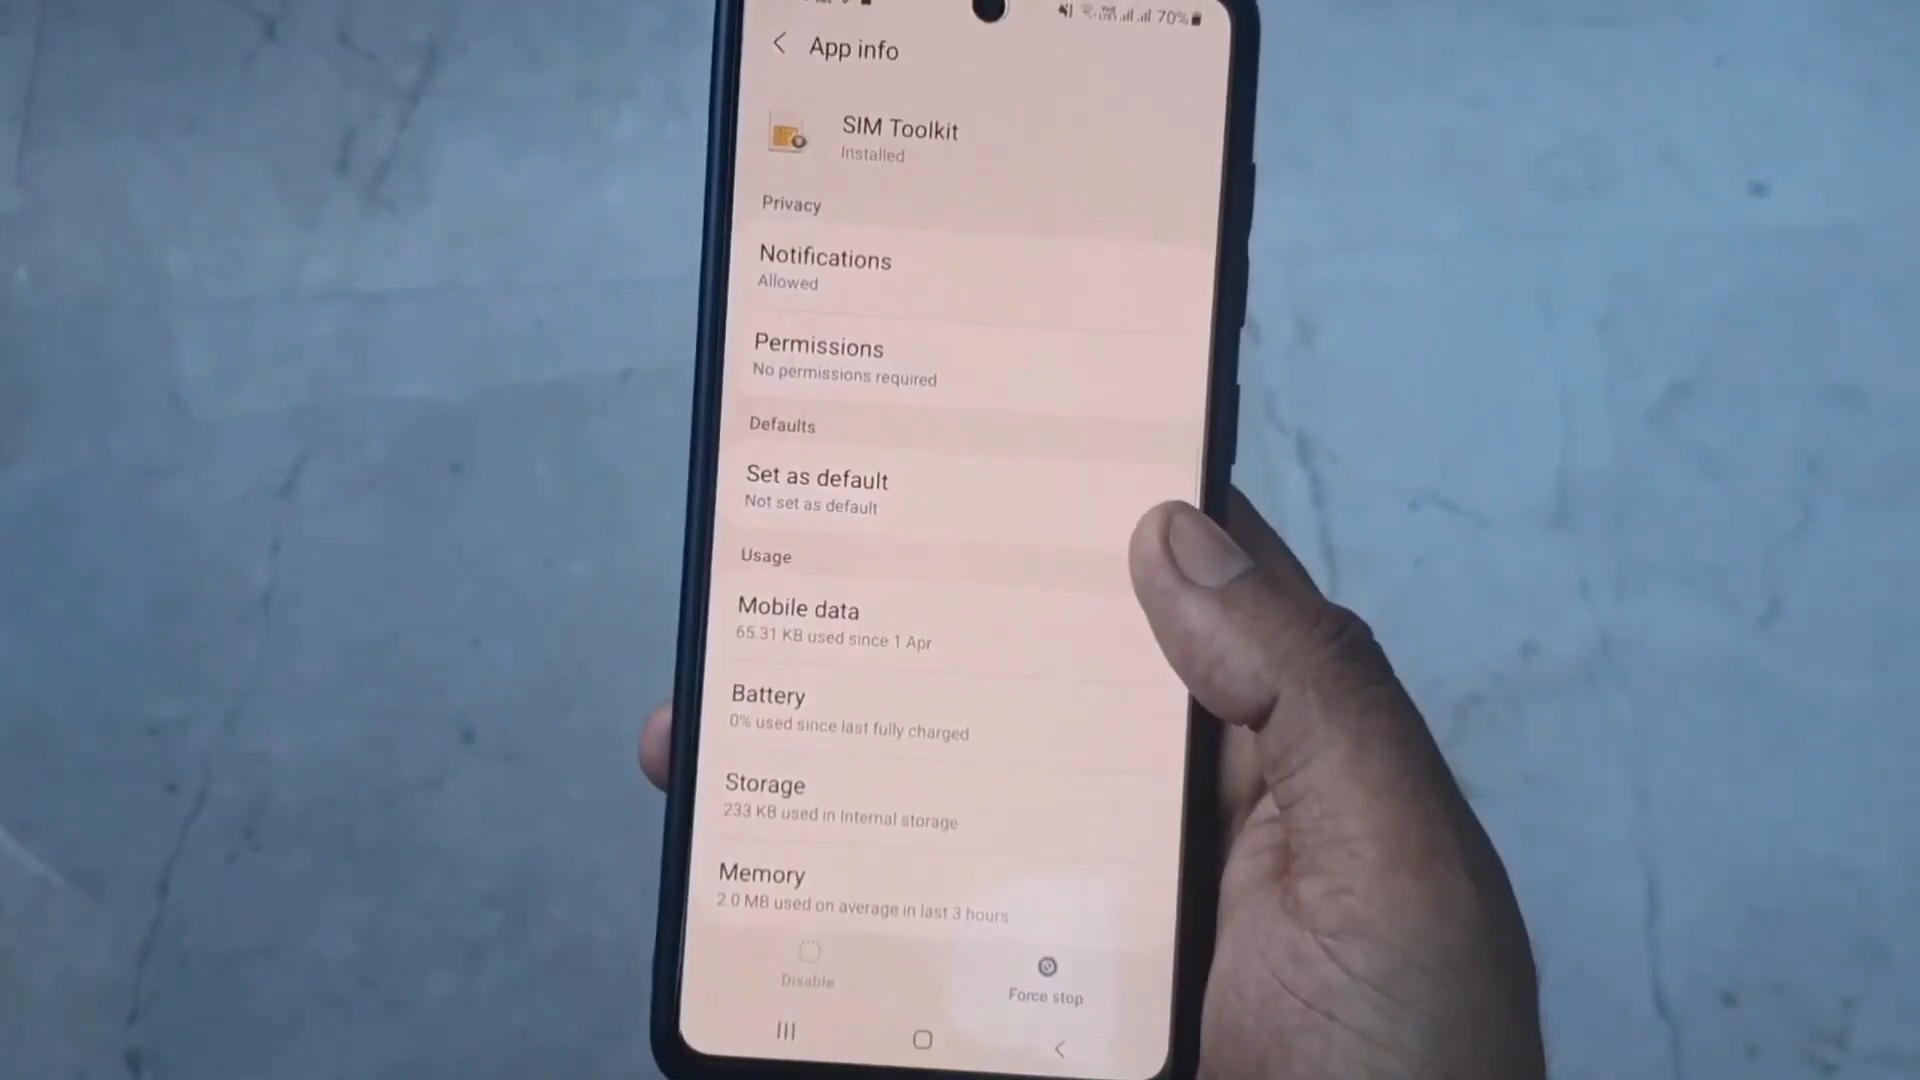 70%
App info
SIM Toolkit
Installed
Privacy
Notifications
Allowed
Permissions
No permissions required
Defaults
Set as default
Not set as default
Usage
Mobile data
65.31 KB used since 1 Apr
Battery
0% used since last fully charged
Storage
233 KB used in Internal storage
Memory
2.0 MB used on average in last 3 hours
Disable
Force stop